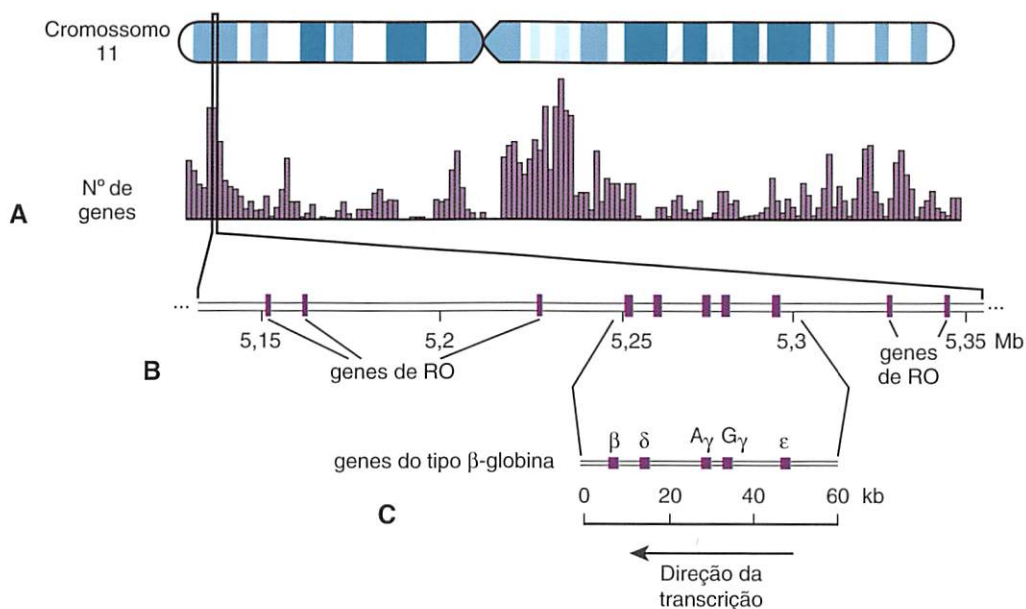 Cromossomo
11
Nº de
genes
A
...
...
5,15
5,2
5,25
5,3
5,35 Mb
genes de RO
genes
de RO
B
β δ Aγ Gγ ε
genes do tipo β-globina
0 20 40 60 kb
C
Direção da
transcrição